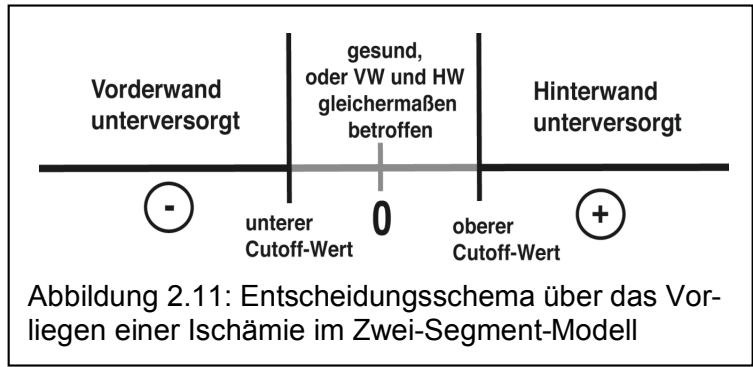 Vorderwand
unterversorgt
gesund,
oder VW und HW
gleichermaßen
betroffen
Hinterwand
unterversorgt
-
unterer
Cutoff-Wert
0
oberer
Cutoff-Wert
+
Abbildung 2.11: Entscheidungsschema über das Vor-
liegen einer Ischämie im Zwei-Segment-Modell